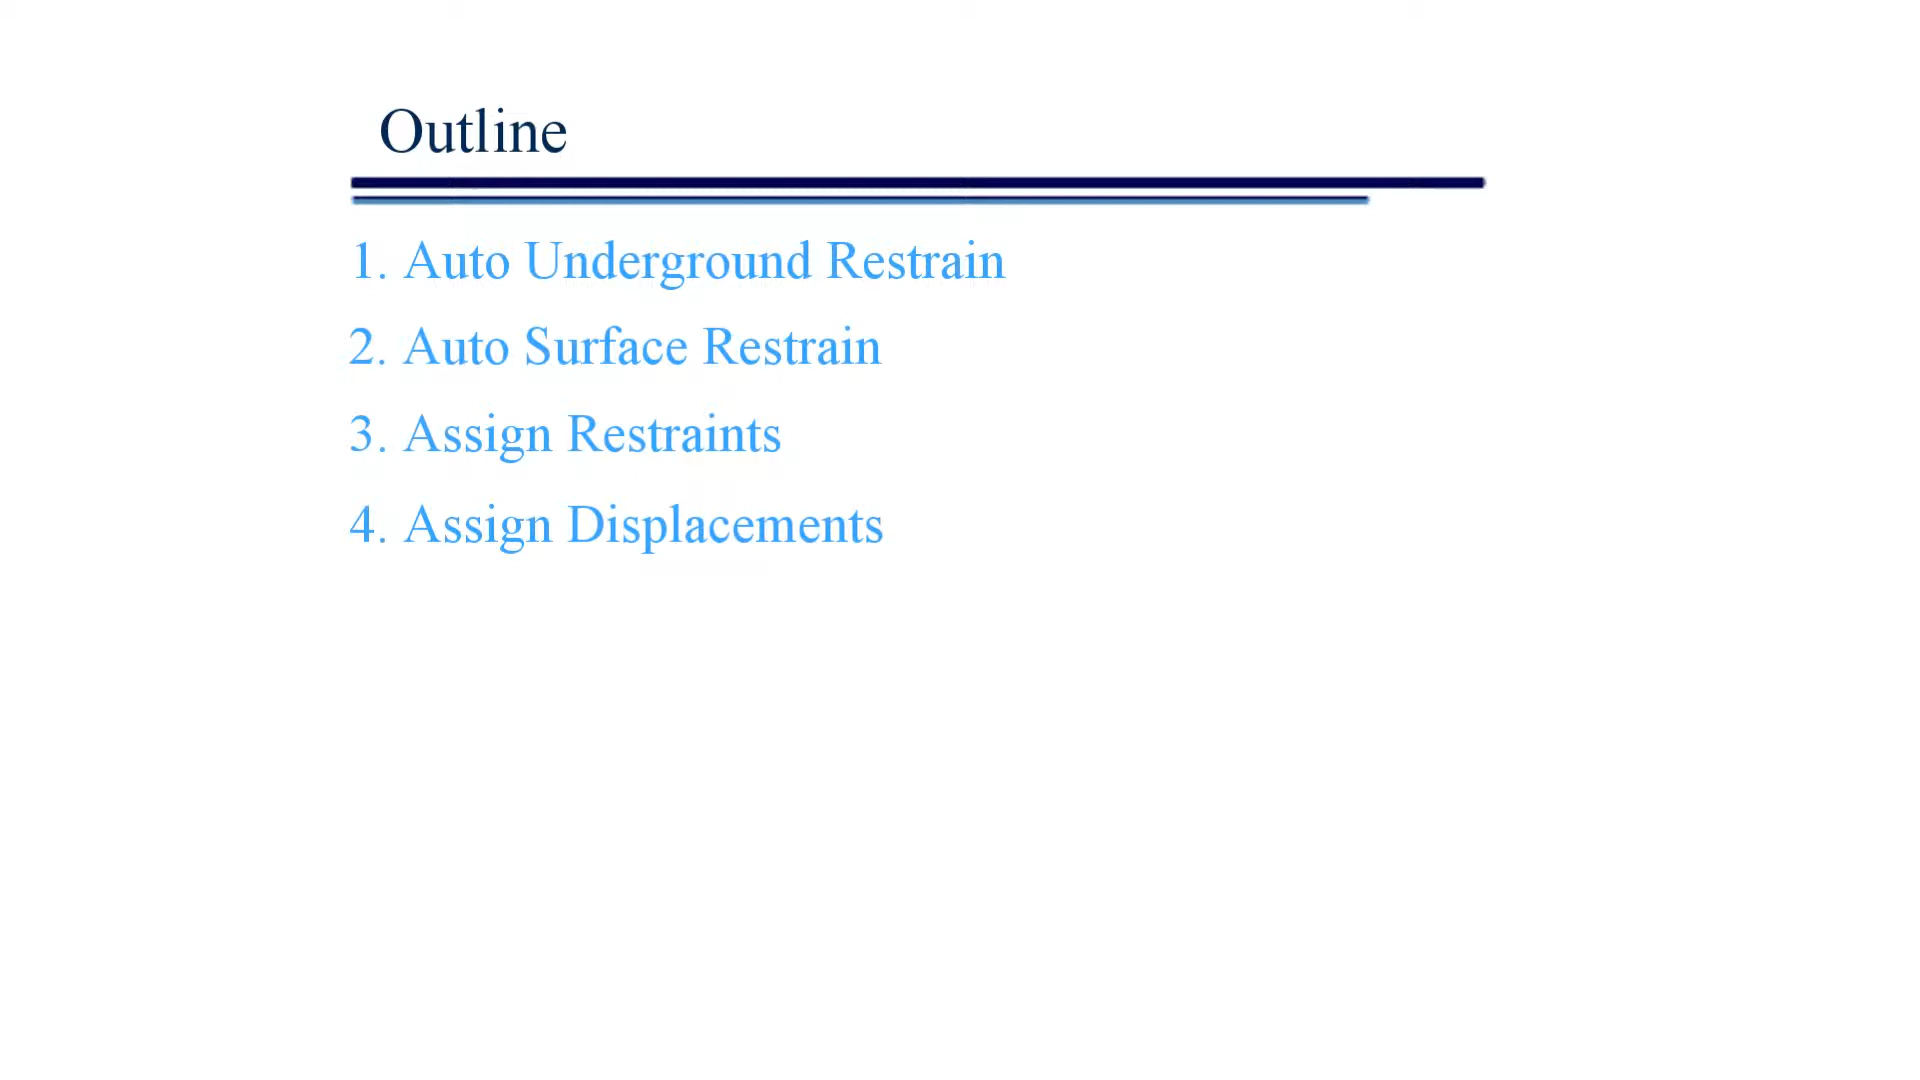 Outline
1. Auto Underground Restrain
2. Auto Surface Restrain
3. Assign Restraints
4. Assign Displacements